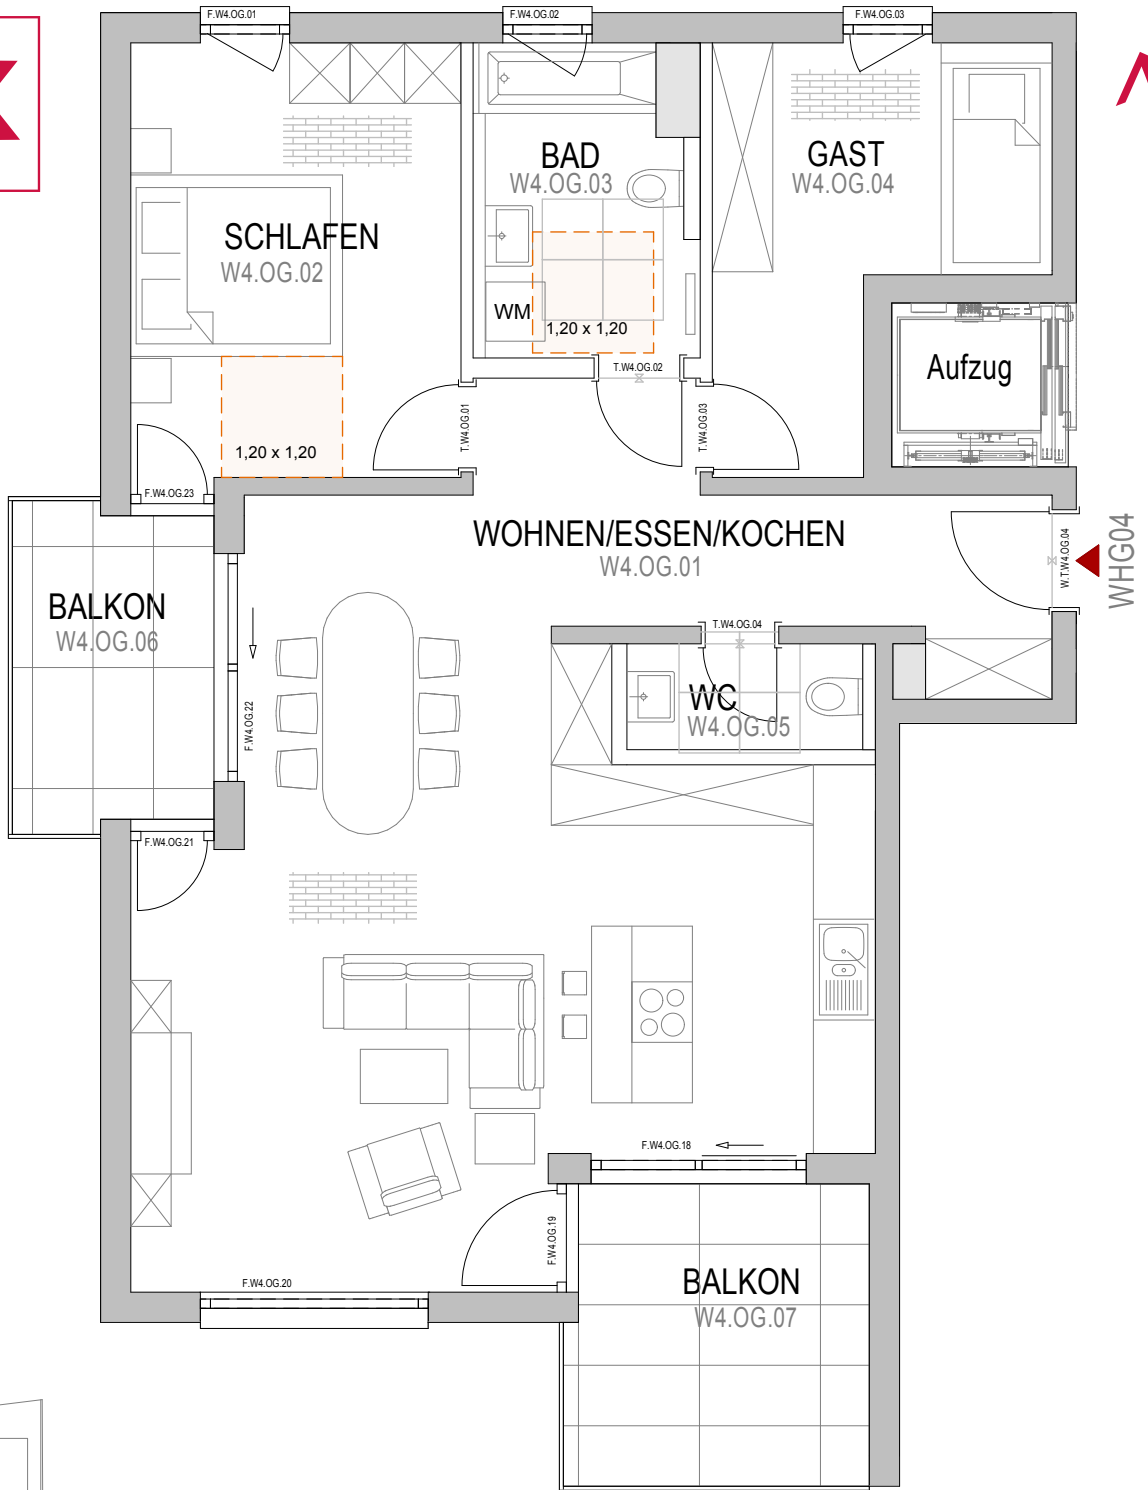 F.W4.OG.01
F.W4.OG.02
F.W4.OG.03
BAD
W4.OG.03
GAST
W4.OG.04
SCHLAFEN
W4.OG.02
WM
1,20 x 1,20
Aufzug
T.W4.OG.02
T.W4.OG.01
T.W4.OG.03
1,20 x 1,20
F.W4.OG.23
WOHNEN/ESSEN/KOCHEN
W4.OG.01
W.T.W4.OG.04
WHG04
BALKON
W4.OG.06
T.W4.OG.04
WC
W4.OG.05
F.W4.OG.22
F.W4.OG.21
F.W4.OG.18
F.W4.OG.19
F.W4.OG.20
BALKON
W4.OG.07